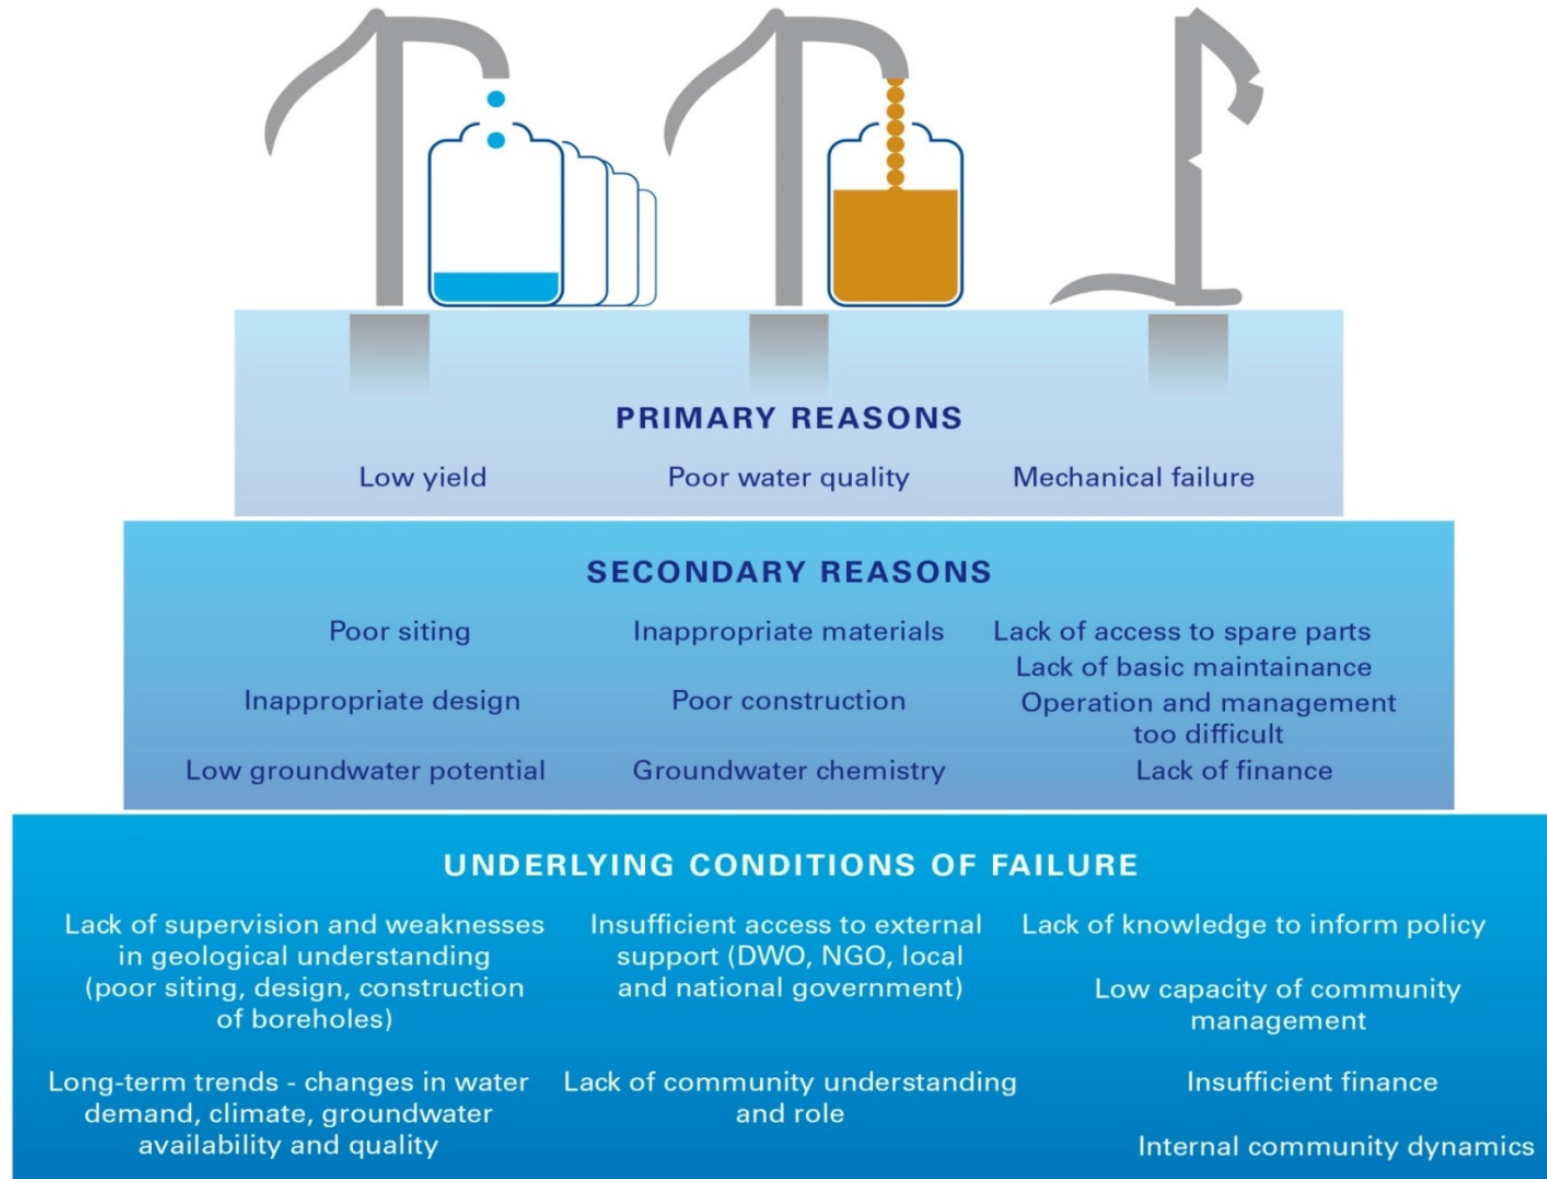 PRIMARY REASONS
Low yield
Poor water quality
Mechanical failure
SECONDARY REASONS
Poor siting
Inappropriate design
Low groundwater potential
Inappropriate materials
Poor construction
Groundwater chemistry
Lack of access to spare parts
Lack of basic maintainance
Operation and management
too difficult
Lack of finance
UNDERLYING CONDITIONS OF FAILURE
Lack of supervision and weaknesses
in geological understanding
(poor siting, design, construction
of boreholes)
Long-term trends - changes in water
demand, climate, groundwater
availability and quality
Insufficient access to external
support (DWO, NGO, local
and national government)
Lack of community understanding
and role
Lack of knowledge to inform policy
Low capacity of community
management
Insufficient finance
Internal community dynamics